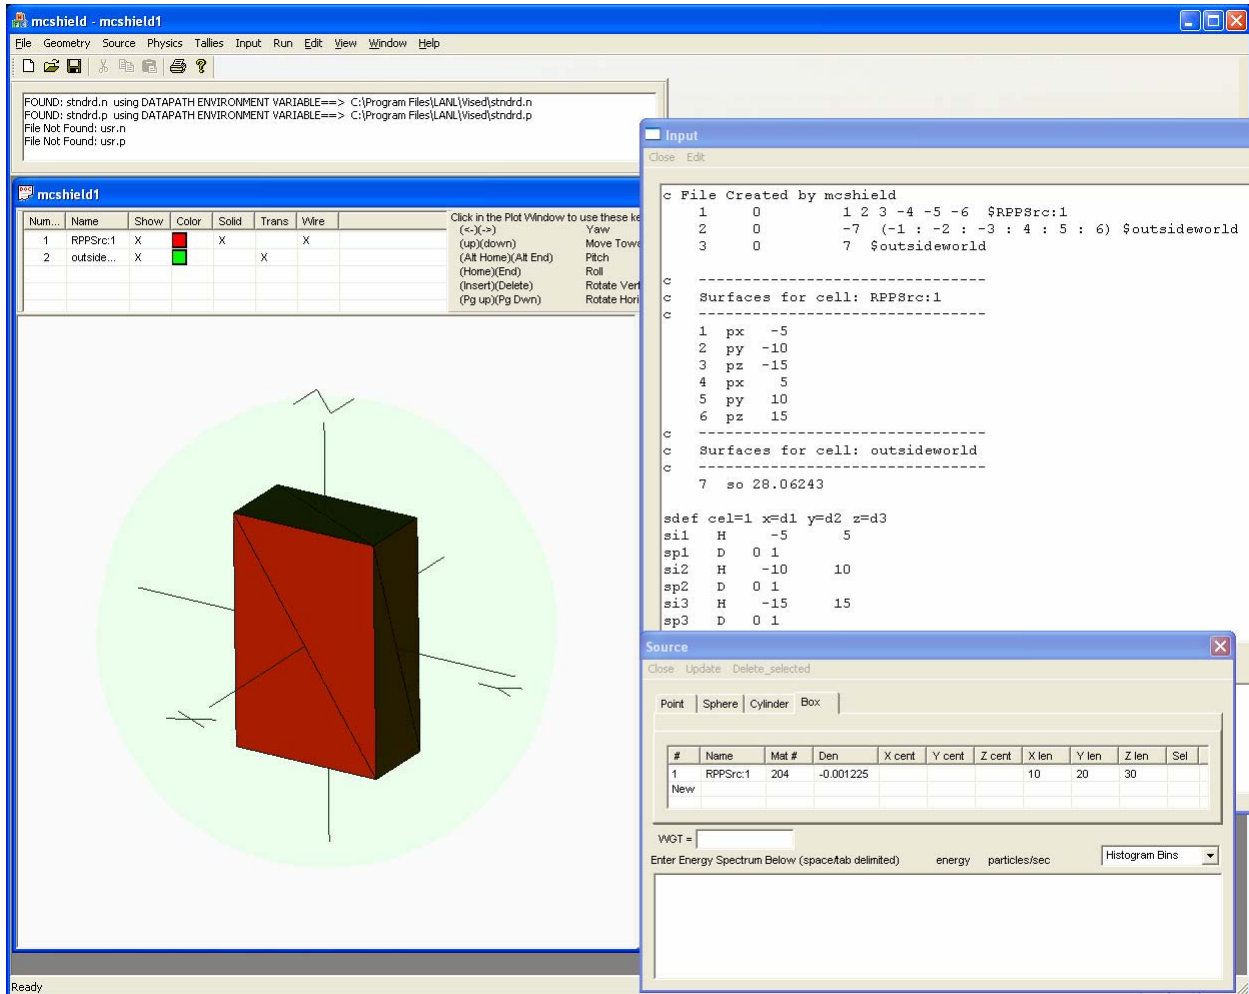 mcshield - mcshield1
File Geometry Source Physics Tallies Input Run Edit View Window Help
FOUND: stndrd.n using DATAPATH ENVIRONMENT VARIABLE==> C:\Program Files\LANL\Vised\stndrd.n
FOUND: stndrd.p using DATAPATH ENVIRONMENT VARIABLE==> C:\Program Files\LANL\Vised\stndrd.p
File Not Found: usr.n
File Not Found: usr.p
mcshield1
Num... Name Show Color Solid Trans Wire
1 RPPSrc:1 X X X
2 outside... X X
Click in the Plot Window to use these ke
(<-)(->) Yaw
(up)(down) Move Towa
(Alt Home)(Alt End) Pitch
(Home)(End) Roll
(Insert)(Delete) Rotate Vert
(Pg up)(Pg Dwn) Rotate Hori
Z
X
Y
Input
Close Edit
c File Created by mcshield
1 0 1 2 3 -4 -5 -6 $RPPSrc:1
2 0 -7 (-1 : -2 : -3 : 4 : 5 : 6) $outsideworld
3 0 7 $outsideworld
c --------------------------------
c Surfaces for cell: RPPSrc:1
c --------------------------------
1 px -5
2 py -10
3 pz -15
4 px 5
5 py 10
6 pz 15
c --------------------------------
c Surfaces for cell: outsideworld
c --------------------------------
7 so 28.06243
sdef cel=1 x=d1 y=d2 z=d3
si1 H -5 5
sp1 D 0 1
si2 H -10 10
sp2 D 0 1
si3 H -15 15
sp3 D 0 1
Source
Close Update Delete_selected
Point Sphere Cylinder Box
# Name Mat # Den X cent Y cent Z cent X len Y len Z len Sel
1 RPPSrc:1 204 -0.001225 10 20 30
New
WGT =
Enter Energy Spectrum Below (space/tab delimited) energy particles/sec Histogram Bins
Ready